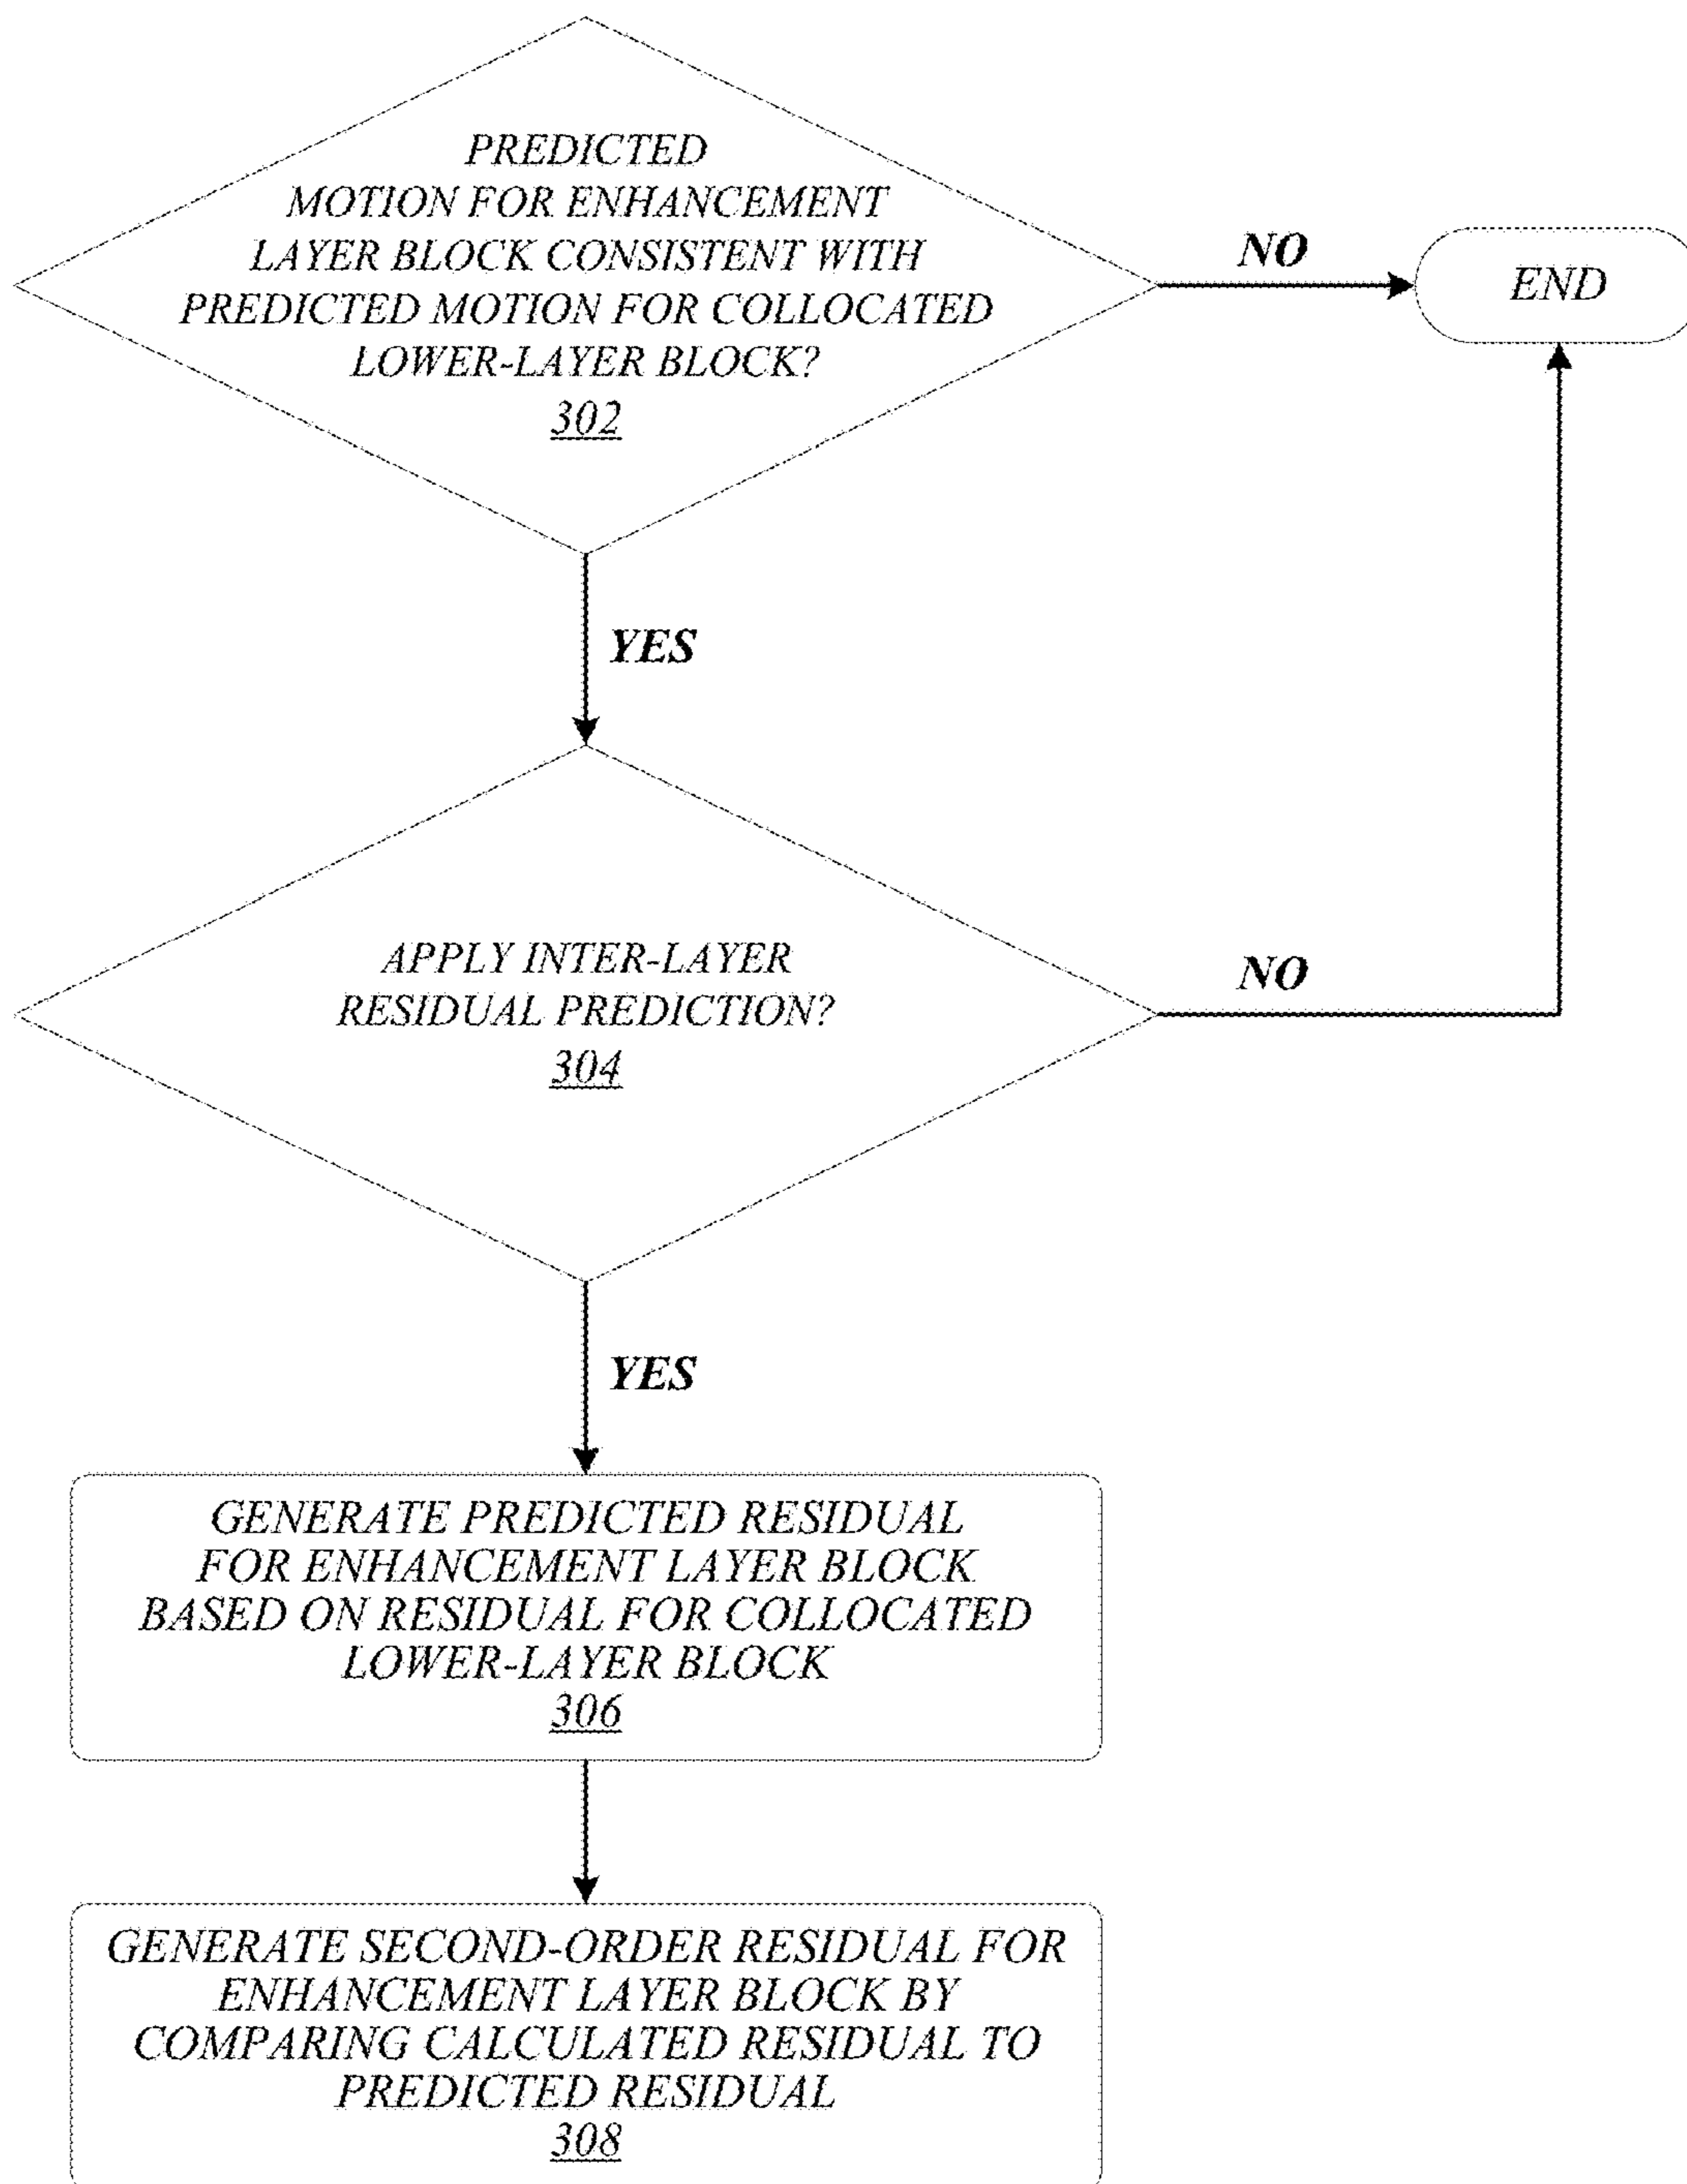 PREDICTED
MOTION FOR ENHANCEMENT
LAYER BLOCK CONSISTENT WITH
PREDICTED MOTION FOR COLLOCATED
LOWER-LAYER BLOCK?
302
NO
END
YES
APPLY INTER-LAYER
RESIDUAL PREDICTION?
304
NO
YES
GENERATE PREDICTED RESIDUAL
FOR ENHANCEMENT LAYER BLOCK
BASED ON RESIDUAL FOR COLLOCATED
LOWER-LAYER BLOCK
306
GENERATE SECOND-ORDER RESIDUAL FOR
ENHANCEMENT LAYER BLOCK BY
COMPARING CALCULATED RESIDUAL TO
PREDICTED RESIDUAL
308